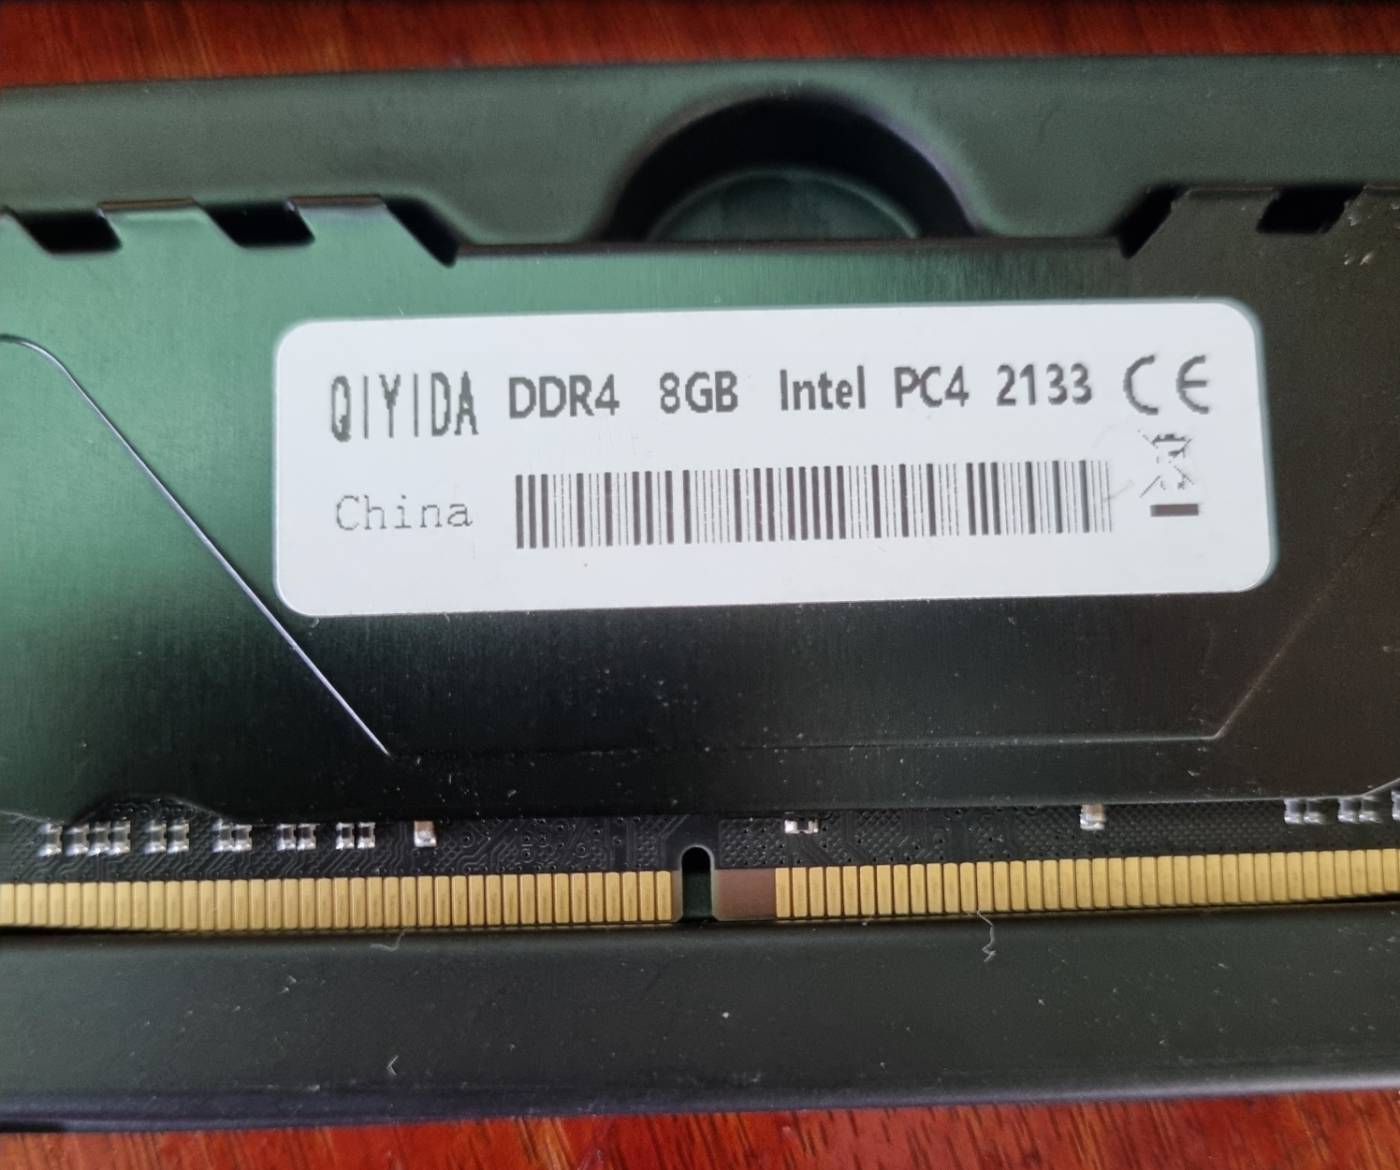 QIYIDA DDR4 8GB Intel PC4 2133 CE
China